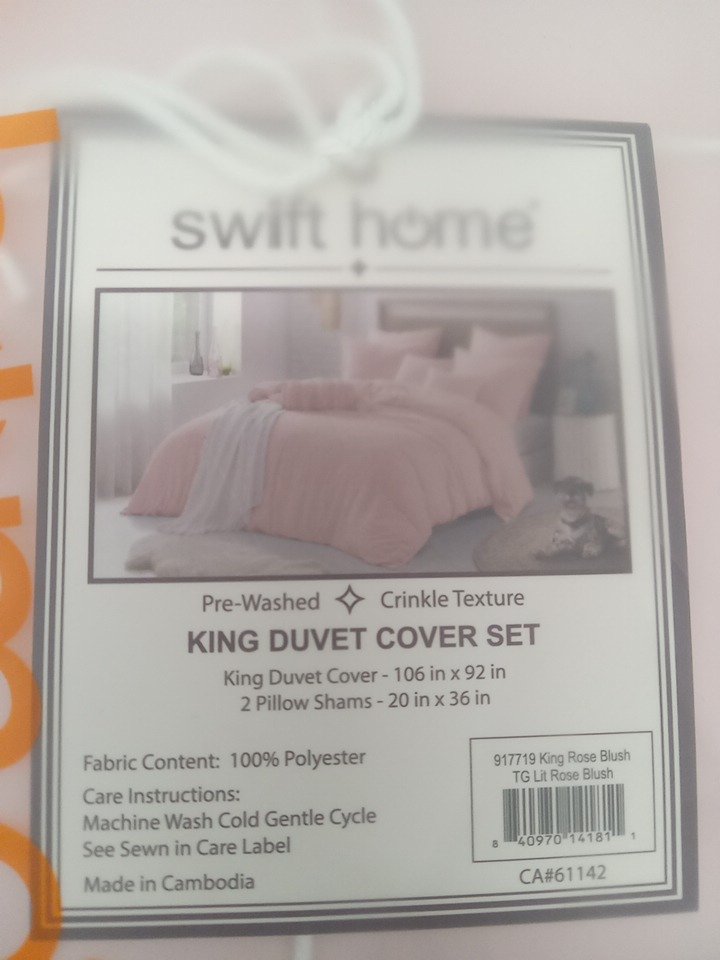 swift home
Pre-Washed Crinkle Texture
KING DUVET COVER SET
King Duvet Cover - 106 in x 92 in
2 Pillow Shams - 20 in x 36 in
Fabric Content: 100% Polyester
Care Instructions:
Machine Wash Cold Gentle Cycle
See Sewn in Care Label
Made in Cambodia
917719 King Rose Blush
TG Lit Rose Blush
8 40970 14181 1
CA#61142